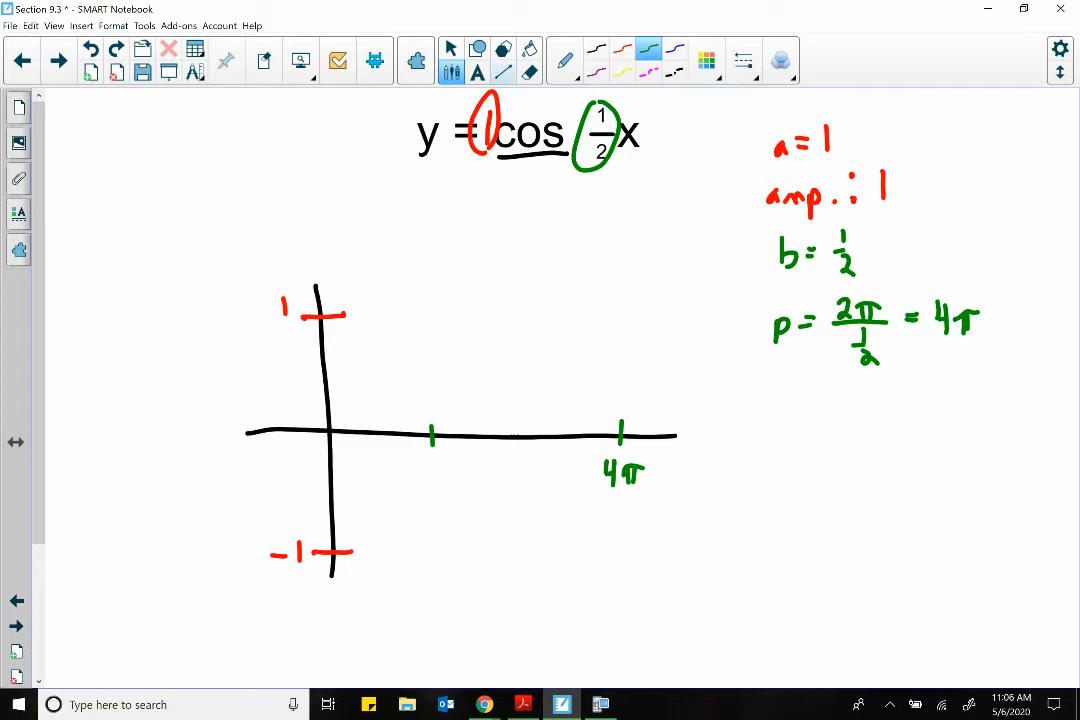 Section 9.3 * - SMART Notebook
File Edit View Insert Format Tools Add-ons Account Help
y = 1cos 1/2 x
a = 1
amp. : 1
b = 1/2
p = 2π / 1/2 = 4π
1
4π
-1
Type here to search
11:06 AM
5/6/2020